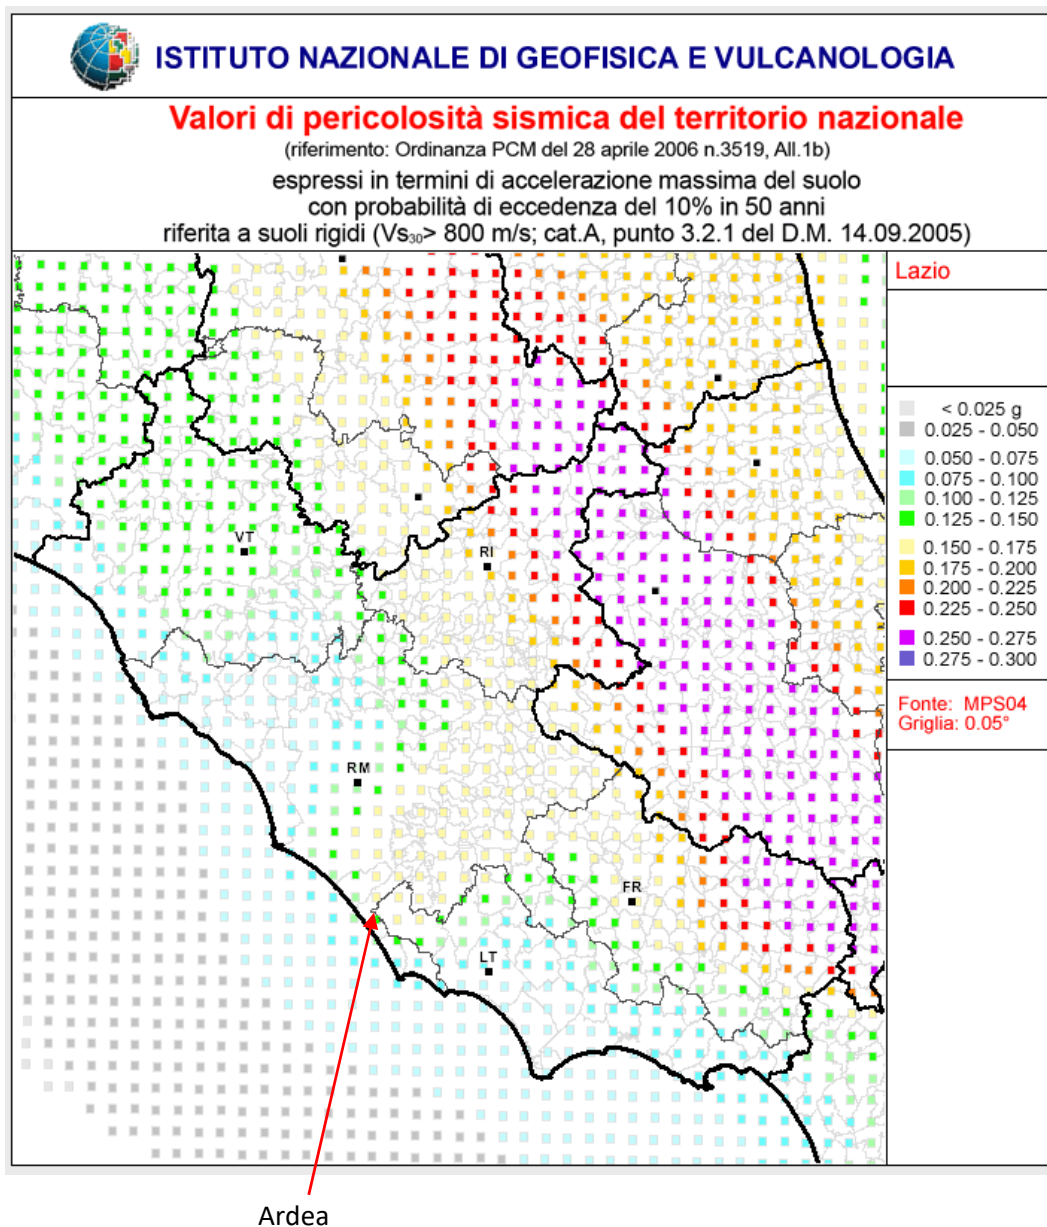 ISTITUTO NAZIONALE DI GEOFISICA E VULCANOLOGIA
Valori di pericolosità sismica del territorio nazionale
(riferimento: Ordinanza PCM del 28 aprile 2006 n.3519, All.1b)
espressi in termini di accelerazione massima del suolo
con probabilità di eccedenza del 10% in 50 anni
riferita a suoli rigidi (Vs₃₀> 800 m/s; cat.A, punto 3.2.1 del D.M. 14.09.2005)
Lazio
< 0.025 g
0.025 - 0.050
0.050 - 0.075
0.075 - 0.100
0.100 - 0.125
0.125 - 0.150
0.150 - 0.175
0.175 - 0.200
0.200 - 0.225
0.225 - 0.250
0.250 - 0.275
0.275 - 0.300
Fonte: MPS04
Griglia: 0.05°
VT
RI
RM
FR
LT
Ardea